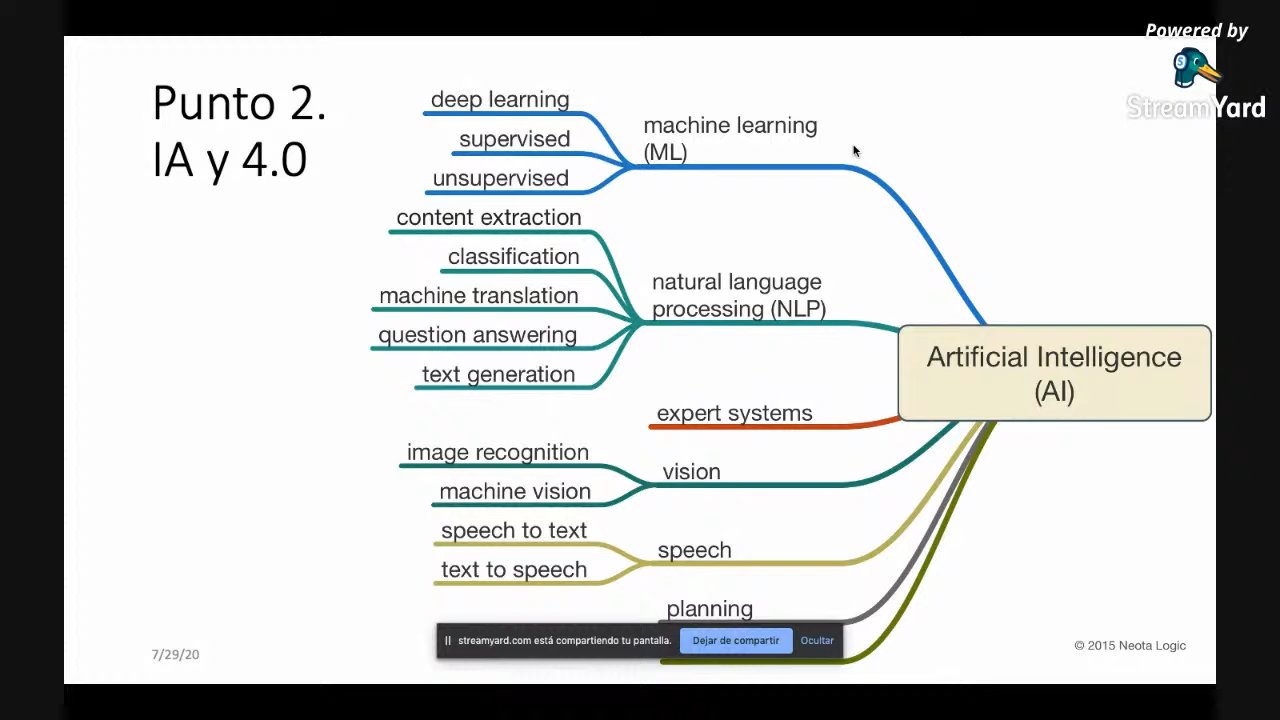 Powered by
StreamYard
Punto 2.
IA y 4.0
deep learning
supervised
unsupervised
machine learning
(ML)
content extraction
classification
machine translation
question answering
text generation
natural language
processing (NLP)
Artificial Intelligence
(AI)
expert systems
image recognition
machine vision
vision
speech to text
text to speech
speech
planning
streamyard.com está compartiendo tu pantalla.
Dejar de compartir
Ocultar
7/29/20
© 2015 Neota Logic